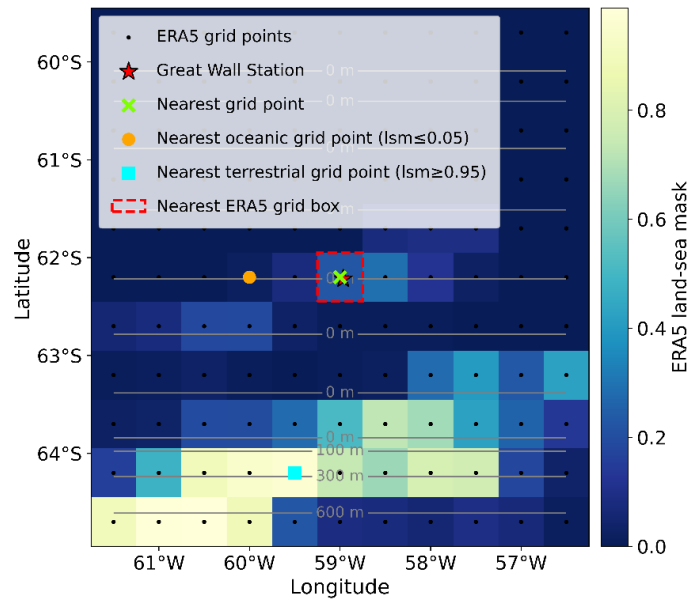 ERA5 grid points
Great Wall Station
Nearest grid point
Nearest oceanic grid point (lsm≤0.05)
Nearest terrestrial grid point (lsm≥0.95)
Nearest ERA5 grid box
0 m
0 m
0 m
0 m
0 m
0 m
0 m
100 m
300 m
600 m
60°S
61°S
62°S
63°S
64°S
Latitude
61°W
60°W
59°W
58°W
57°W
Longitude
0.8
0.6
0.4
0.2
0.0
ERA5 land-sea mask